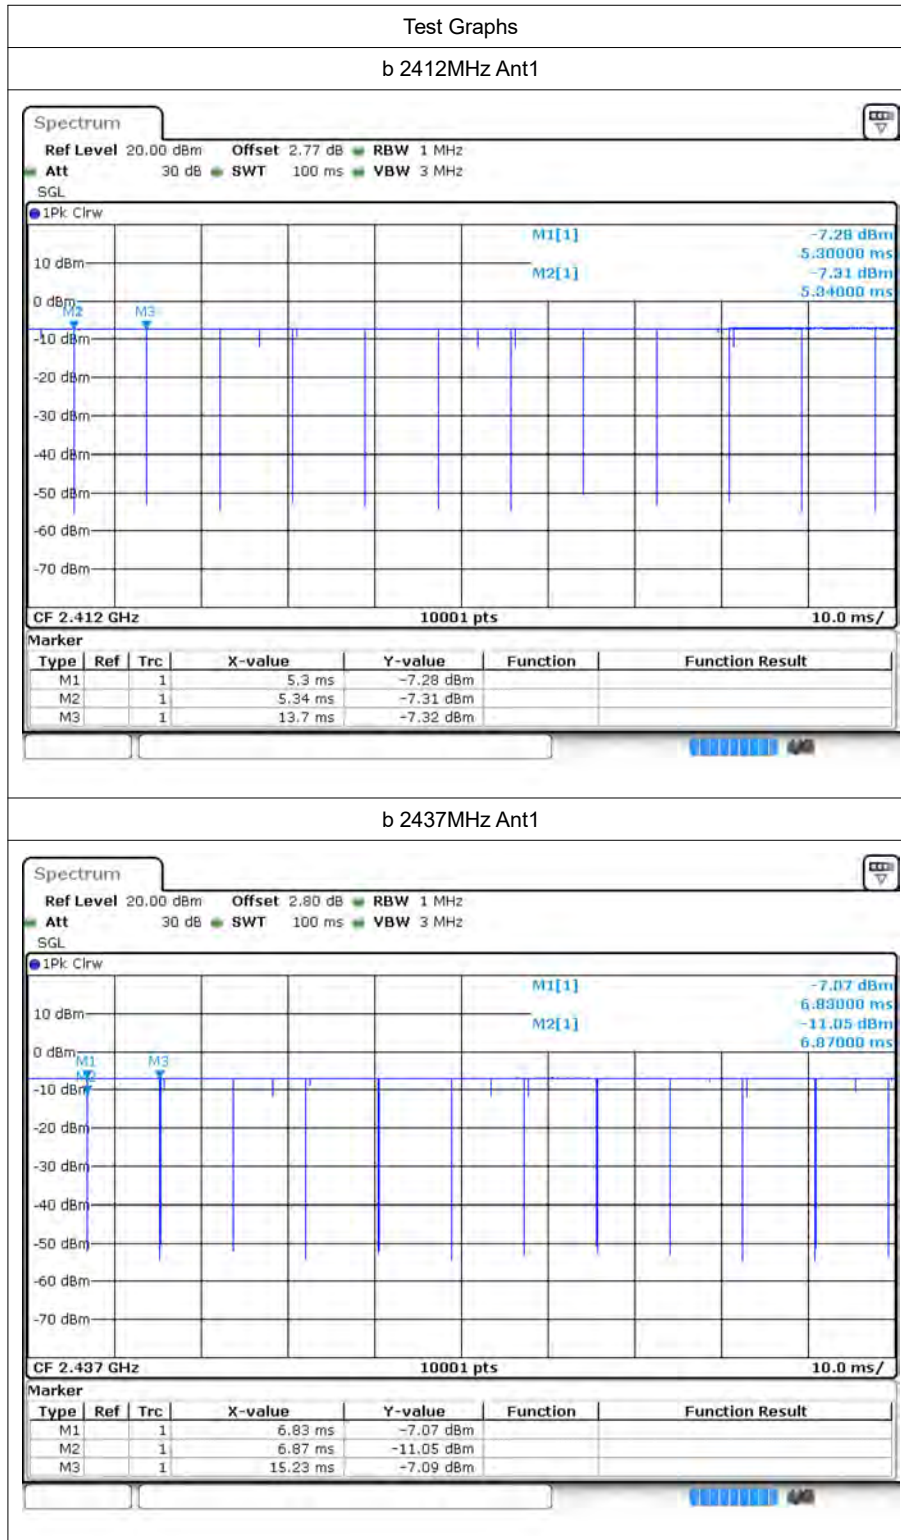 Test Graphs
b 2412MHz Ant1
Spectrum
Ref Level 20.00 dBm Offset 2.77 dB RBW 1 MHz
Att 30 dB SWT 100 ms VBW 3 MHz
SGL
1Pk Clrw
M1[1] -7.28 dBm
5.30000 ms
10 dBm
M2[1] -7.31 dBm
5.34000 ms
0 dBm
M2 M3
-10 dBm
-20 dBm
-30 dBm
-40 dBm
-50 dBm
-60 dBm
-70 dBm
CF 2.412 GHz 10001 pts 10.0 ms/
Marker
Type Ref Trc X-value Y-value Function Function Result
M1 1 5.3 ms -7.28 dBm
M2 1 5.34 ms -7.31 dBm
M3 1 13.7 ms -7.32 dBm
b 2437MHz Ant1
Spectrum
Ref Level 20.00 dBm Offset 2.80 dB RBW 1 MHz
Att 30 dB SWT 100 ms VBW 3 MHz
SGL
1Pk Clrw
M1[1] -7.07 dBm
6.83000 ms
10 dBm
M2[1] -11.05 dBm
6.87000 ms
0 dBm
M1 M3
M2
-10 dBm
-20 dBm
-30 dBm
-40 dBm
-50 dBm
-60 dBm
-70 dBm
CF 2.437 GHz 10001 pts 10.0 ms/
Marker
Type Ref Trc X-value Y-value Function Function Result
M1 1 6.83 ms -7.07 dBm
M2 1 6.87 ms -11.05 dBm
M3 1 15.23 ms -7.09 dBm